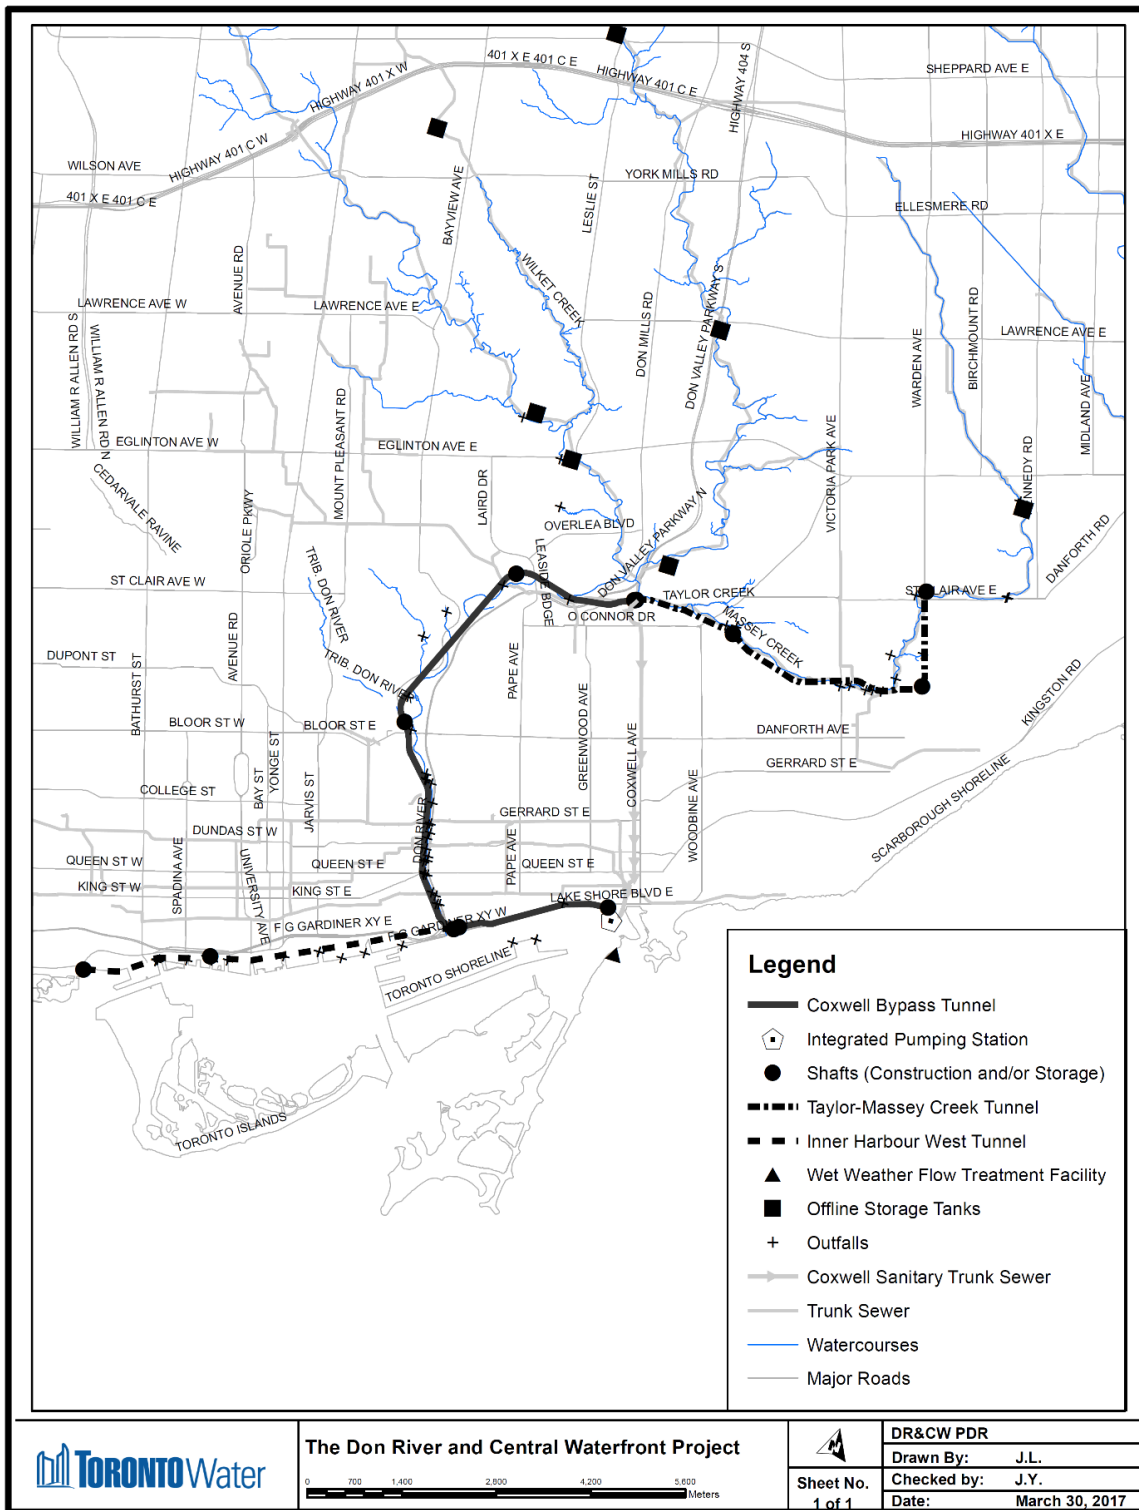 SHEPPARD AVE E
401 X E 401 C E
HIGHWAY 401 C E
HIGHWAY 404 S
HIGHWAY 401 X W
HIGHWAY 401 X E
HIGHWAY 401 C W
WILSON AVE
YORK MILLS RD
401 X E 401 C E
ELLESMERE RD
BAYVIEW AVE
LESLIE ST
AVENUE RD
WILKET CREEK
DON MILLS RD
DON VALLEY PARKWAY S
LAWRENCE AVE W
LAWRENCE AVE E
LAWRENCE AVE E
WILLIAM R ALLEN RD S
WILLIAM R ALLEN RD N
WARDEN AVE
BIRCHMOUNT RD
MIDLAND AVE
MOUNT PLEASANT RD
EGLINTON AVE W
EGLINTON AVE E
VICTORIA PARK AVE
CEDARVALE RAVINE
ORIOLE PKWY
LAIRD DR
OVERLEA BLVD
DON VALLEY PARKWAY N
LEASIDE BDGE
DANFORTH RD
ST CLAIR AVE W
TRIB. DON RIVER
TAYLOR CREEK
O CONNOR DR
MASSEY CREEK
DUPONT ST
AVENUE RD
TRIB. DON RIVER
BATHURST ST
PAPE AVE
GREENWOOD AVE
COXWELL AVE
KINGSTON RD
BLOOR ST W
BLOOR ST E
DANFORTH AVE
GERRARD ST E
BAY ST
YONGE ST
JARVIS ST
COLLEGE ST
GERRARD ST E
WOODBINE AVE
SCARBOROUGH SHORELINE
DUNDAS ST W
DON RIVER
QUEEN ST W
QUEEN ST E
PAPE AVE
QUEEN ST E
SPADINA AVE
UNIVERSITY AVE
KING ST W
KING ST E
LAKE SHORE BLVD E
F G GARDINER XY E
F G GARDINER XY W
TORONTO SHORELINE
TORONTO ISLANDS
Legend
Coxwell Bypass Tunnel
Integrated Pumping Station
Shafts (Construction and/or Storage)
Taylor-Massey Creek Tunnel
Inner Harbour West Tunnel
Wet Weather Flow Treatment Facility
Offline Storage Tanks
Outfalls
Coxwell Sanitary Trunk Sewer
Trunk Sewer
Watercourses
Major Roads
TORONTO Water
The Don River and Central Waterfront Project
0 700 1,400 2,800 4,200 5,600
Meters
N
Sheet No.
1 of 1
DR&CW PDR
Drawn By: J.L.
Checked by: J.Y.
Date: March 30, 2017